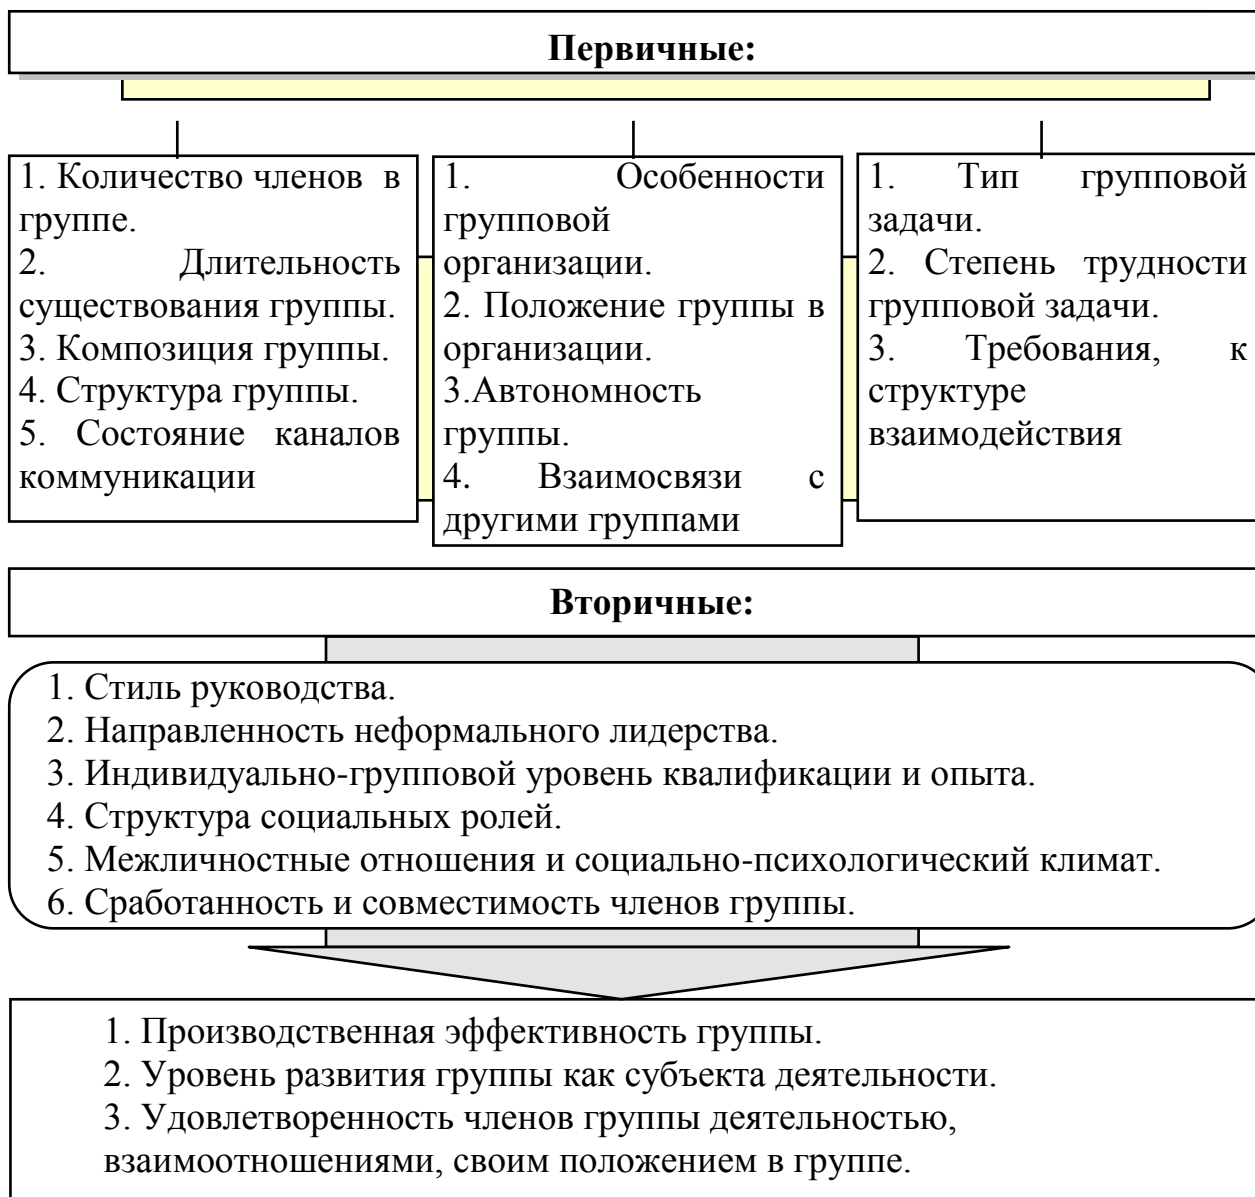 Первичные:
1. Количество членов в
группе.
2. Длительность
существования группы.
3. Композиция группы.
4. Структура группы.
5. Состояние каналов
коммуникации
1. Особенности
групповой
организации.
2. Положение группы в
организации.
3.Автономность
группы.
4. Взаимосвязи с
другими группами
1. Тип групповой
задачи.
2. Степень трудности
групповой задачи.
3. Требования, к
структуре
взаимодействия
Вторичные:
1. Стиль руководства.
2. Направленность неформального лидерства.
3. Индивидуально-групповой уровень квалификации и опыта.
4. Структура социальных ролей.
5. Межличностные отношения и социально-психологический климат.
6. Сработанность и совместимость членов группы.
1. Производственная эффективность группы.
2. Уровень развития группы как субъекта деятельности.
3. Удовлетворенность членов группы деятельностью,
взаимоотношениями, своим положением в группе.